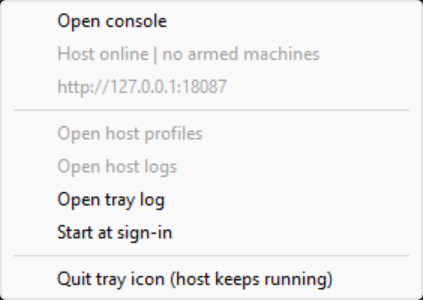 Open console
Host online | no armed machines
http://127.0.0.1:18087
Open host profiles
Open host logs
Open tray log
Start at sign-in
Quit tray icon (host keeps running)